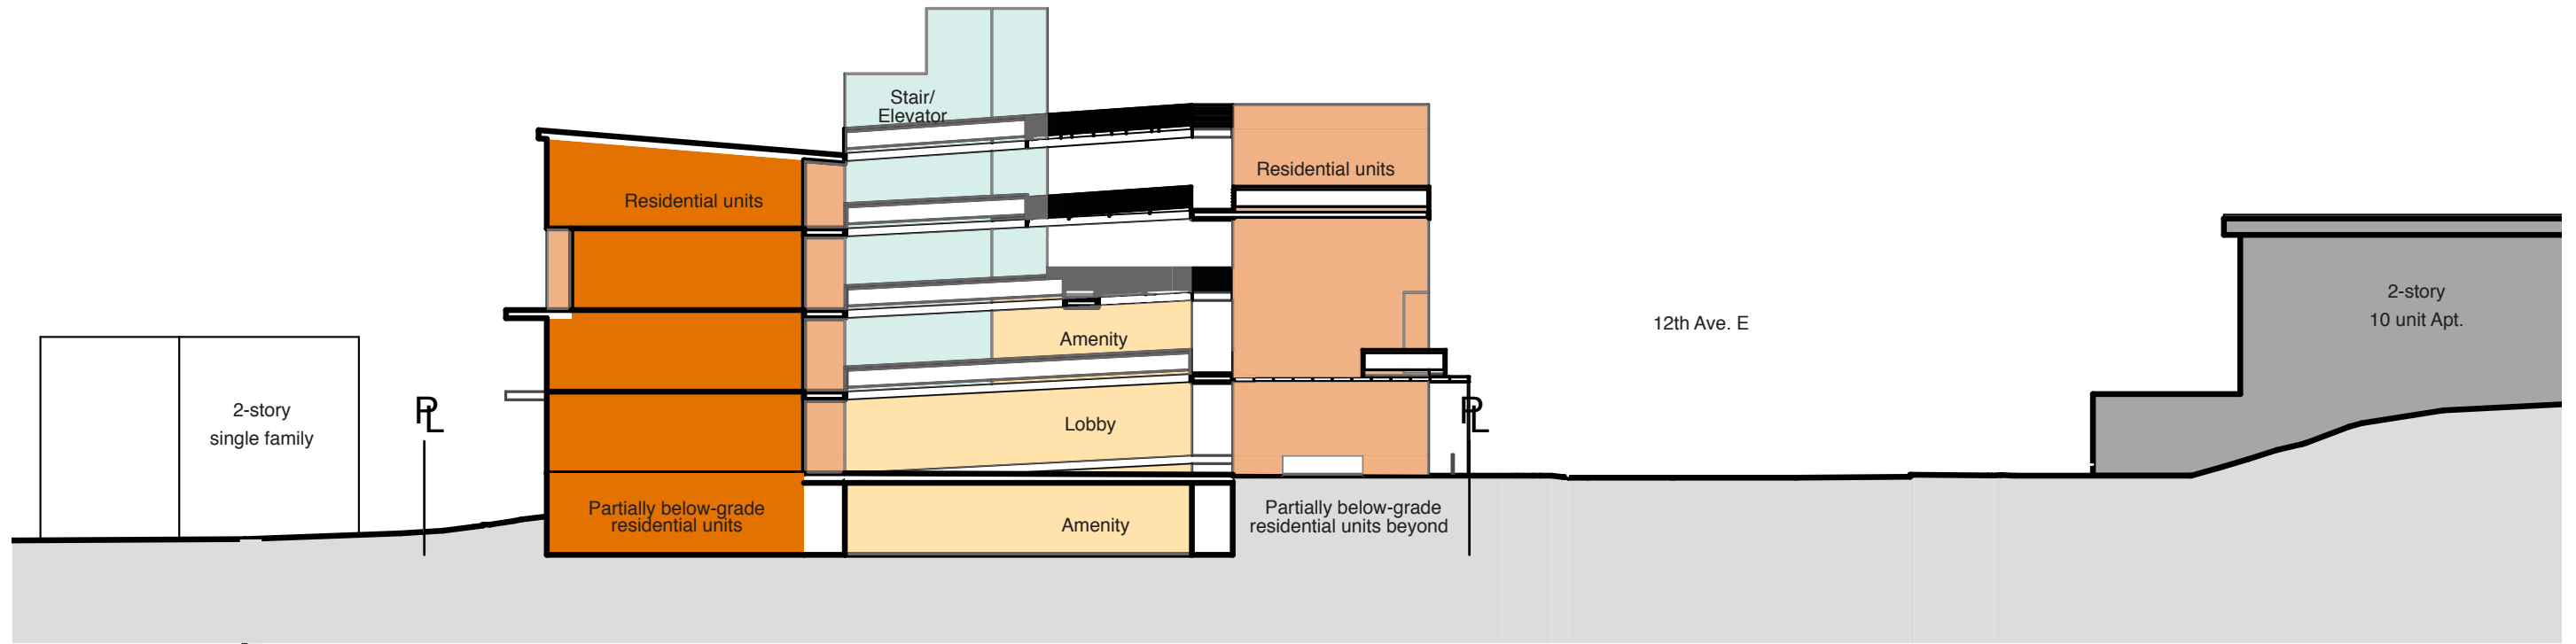 Stair/
Elevator
Residential units
Residential units
2-story
10 unit Apt.
12th Ave. E
Amenity
2-story
single family
PL
PL
Lobby
Partially below-grade
residential units
Amenity
Partially below-grade
residential units beyond